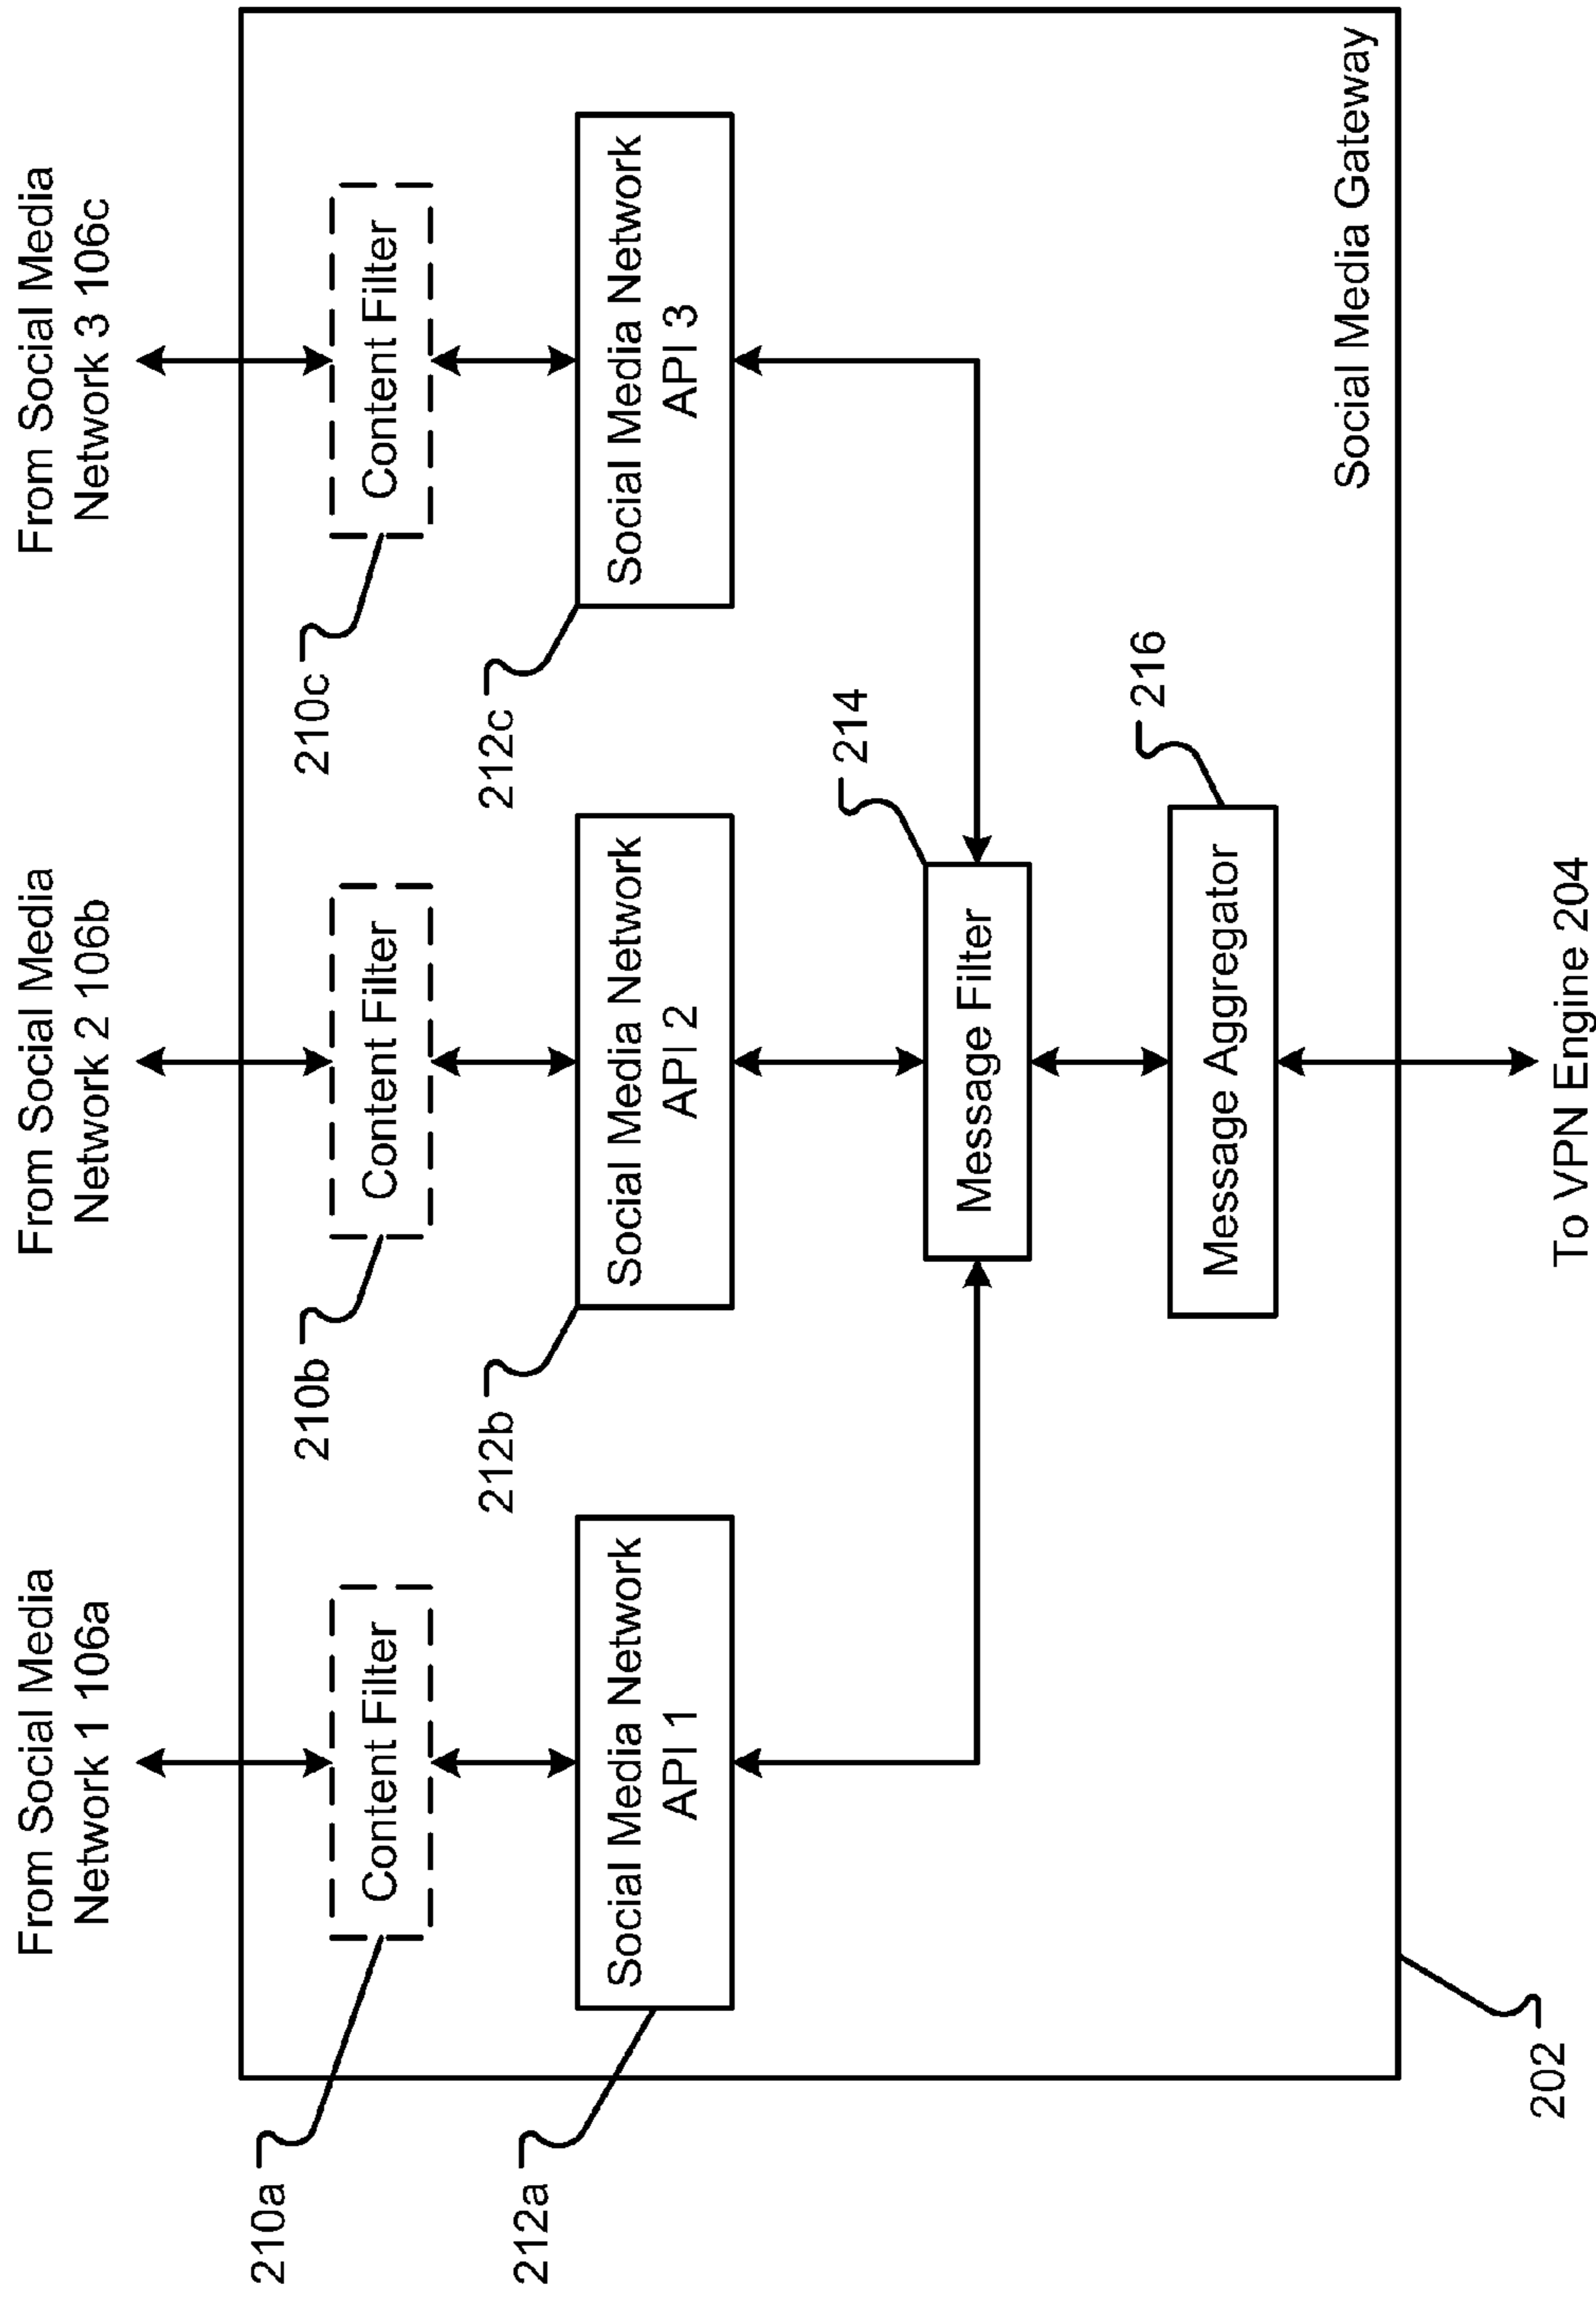 From Social Media
Network 1 106a
From Social Media
Network 2 106b
From Social Media
Network 3 106c
210a
Content Filter
210b
Content Filter
210c
Content Filter
212a
Social Media Network
API 1
212b
Social Media Network
API 2
212c
Social Media Network
API 3
214
Message Filter
216
Message Aggregator
Social Media Gateway
202
To VPN Engine 204